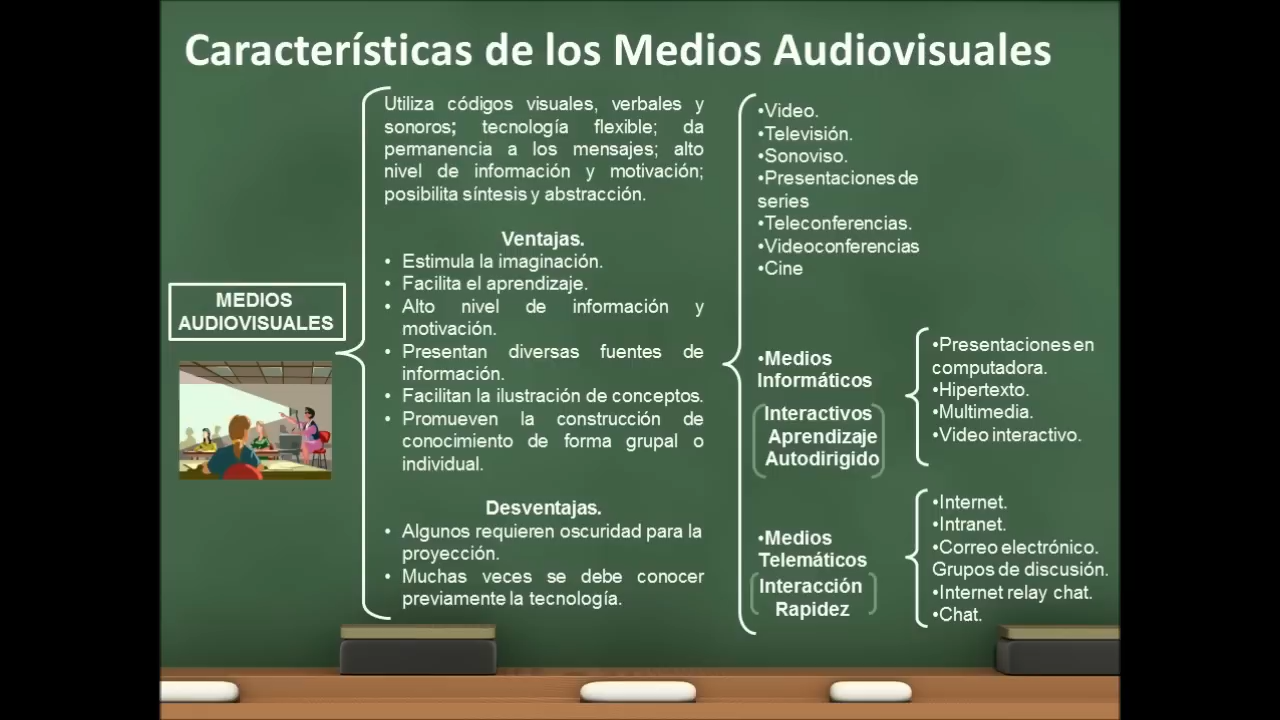 Características de los Medios Audiovisuales
MEDIOS
AUDIOVISUALES
Utiliza códigos visuales, verbales y
sonoros; tecnología flexible; da
permanencia a los mensajes; alto
nivel de información y motivación;
posibilita síntesis y abstracción.
Ventajas.
• Estimula la imaginación.
• Facilita el aprendizaje.
• Alto nivel de información y
motivación.
• Presentan diversas fuentes de
información.
• Facilitan la ilustración de conceptos.
• Promueven la construcción de
conocimiento de forma grupal o
individual.
Desventajas.
• Algunos requieren oscuridad para la
proyección.
• Muchas veces se debe conocer
previamente la tecnología.
•Video.
•Televisión.
•Sonoviso.
•Presentaciones de
series
•Teleconferencias.
•Videoconferencias
•Cine
•Medios
Informáticos
Interactivos
Aprendizaje
Autodirigido
•Presentaciones en
computadora.
•Hipertexto.
•Multimedia.
•Video interactivo.
•Medios
Telemáticos
Interacción
Rapidez
•Internet.
•Intranet.
•Correo electrónico.
Grupos de discusión.
•Internet relay chat.
•Chat.